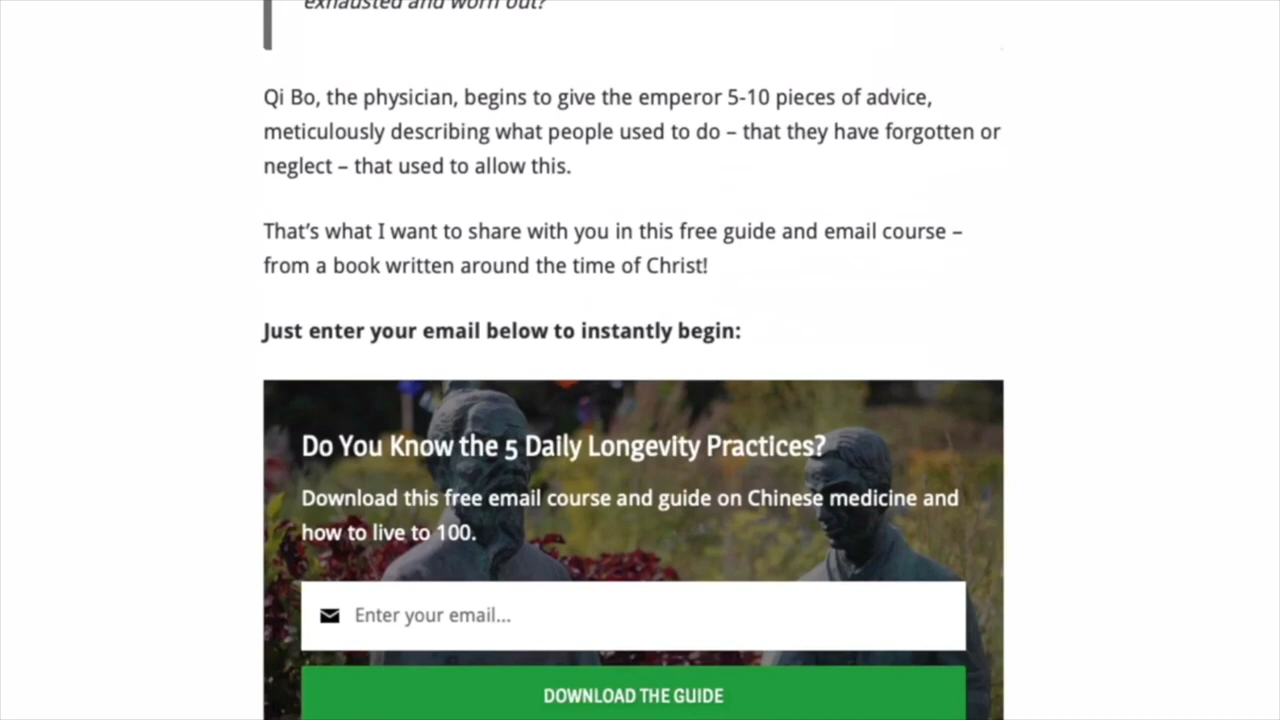 exhausted and worn out?
Qi Bo, the physician, begins to give the emperor 5-10 pieces of advice,
meticulously describing what people used to do – that they have forgotten or
neglect – that used to allow this.
That’s what I want to share with you in this free guide and email course –
from a book written around the time of Christ!
Just enter your email below to instantly begin:
Do You Know the 5 Daily Longevity Practices?
Download this free email course and guide on Chinese medicine and
how to live to 100.
Enter your email...
DOWNLOAD THE GUIDE